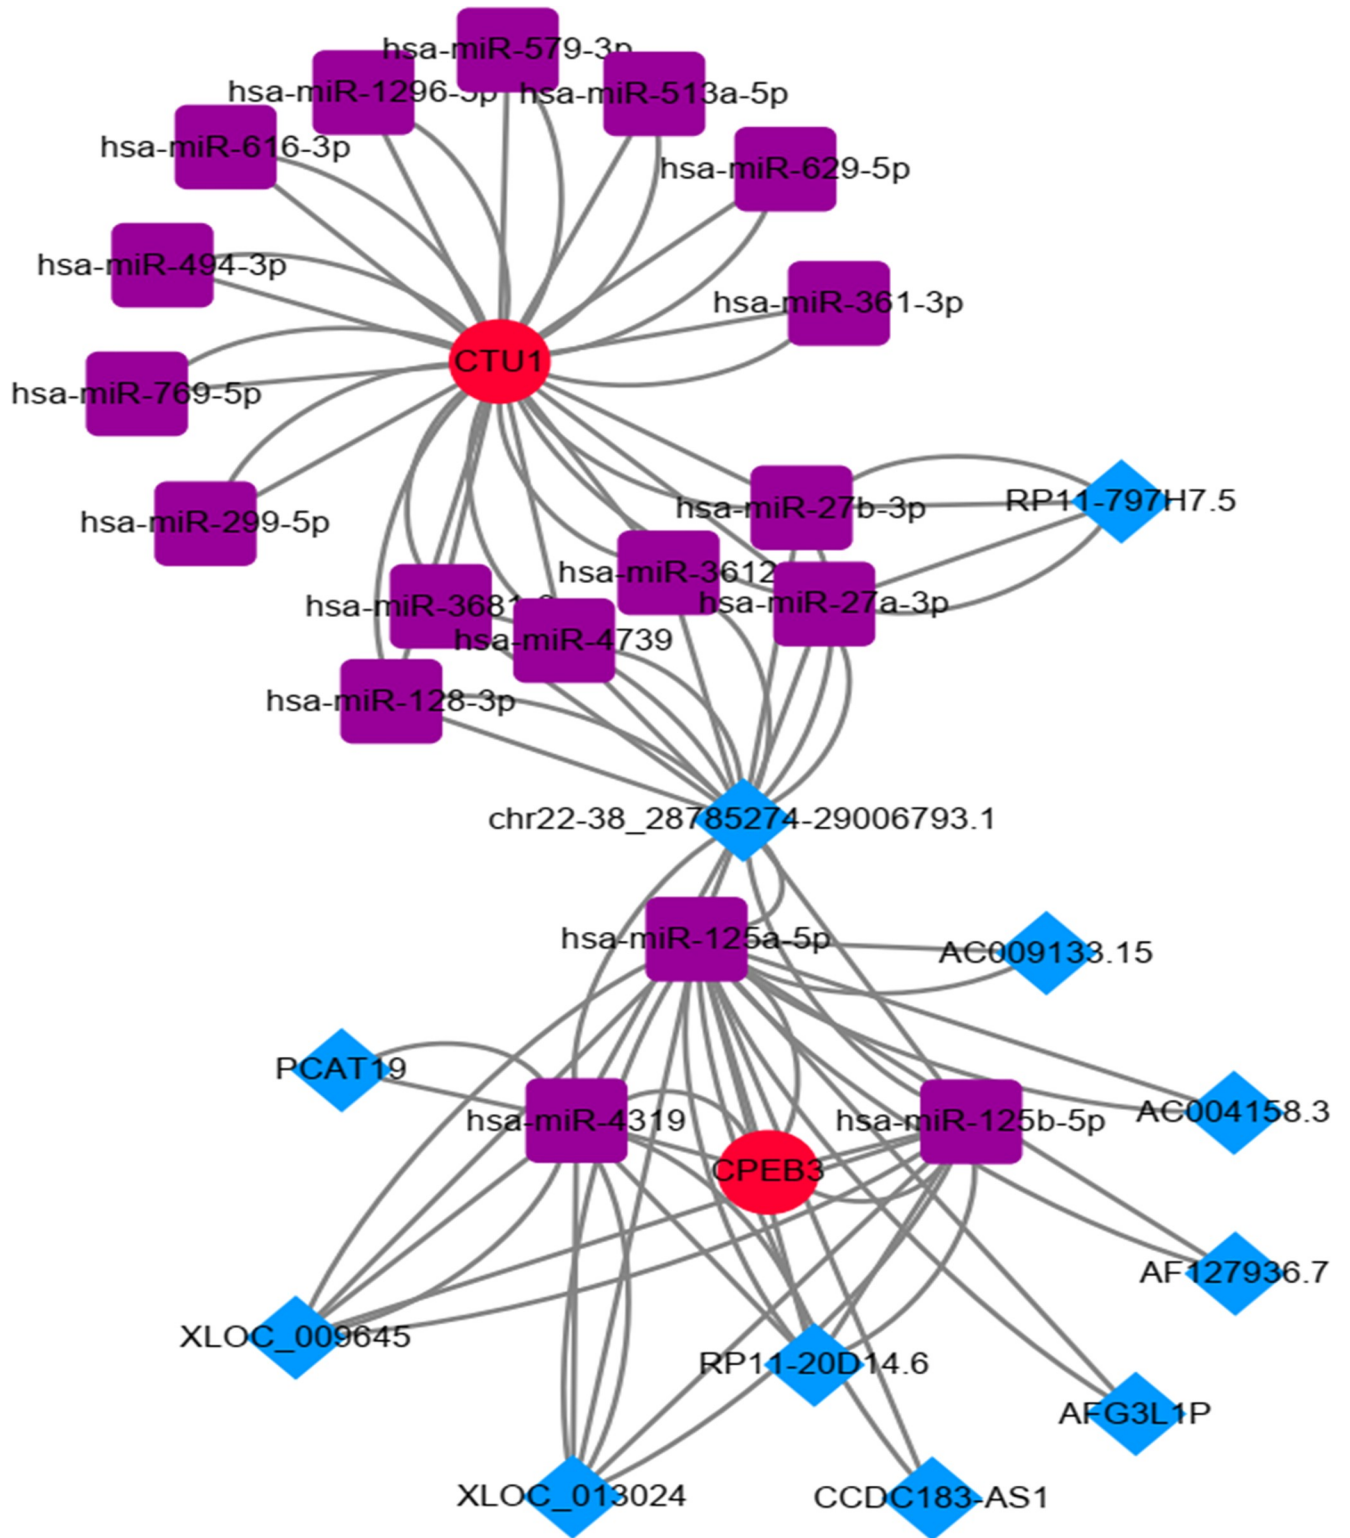 hsa-miR-579-3p
hsa-miR-1296-5p
hsa-miR-513a-5p
hsa-miR-616-3p
hsa-miR-629-5p
hsa-miR-494-3p
hsa-miR-361-3p
CTU1
hsa-miR-769-5p
hsa-miR-27b-3p
RP11-797H7.5
hsa-miR-299-5p
hsa-miR-3612
hsa-miR-27a-3p
hsa-miR-3681
hsa-miR-4739
hsa-miR-128-3p
chr22-38_28785274-29006793.1
hsa-miR-125a-5p
AC009133.15
PCAT19
hsa-miR-4319
hsa-miR-125b-5p
AC004158.3
CPEB3
AF127936.7
XLOC_009645
RP11-20D14.6
AFG3L1P
XLOC_013024
CCDC183-AS1